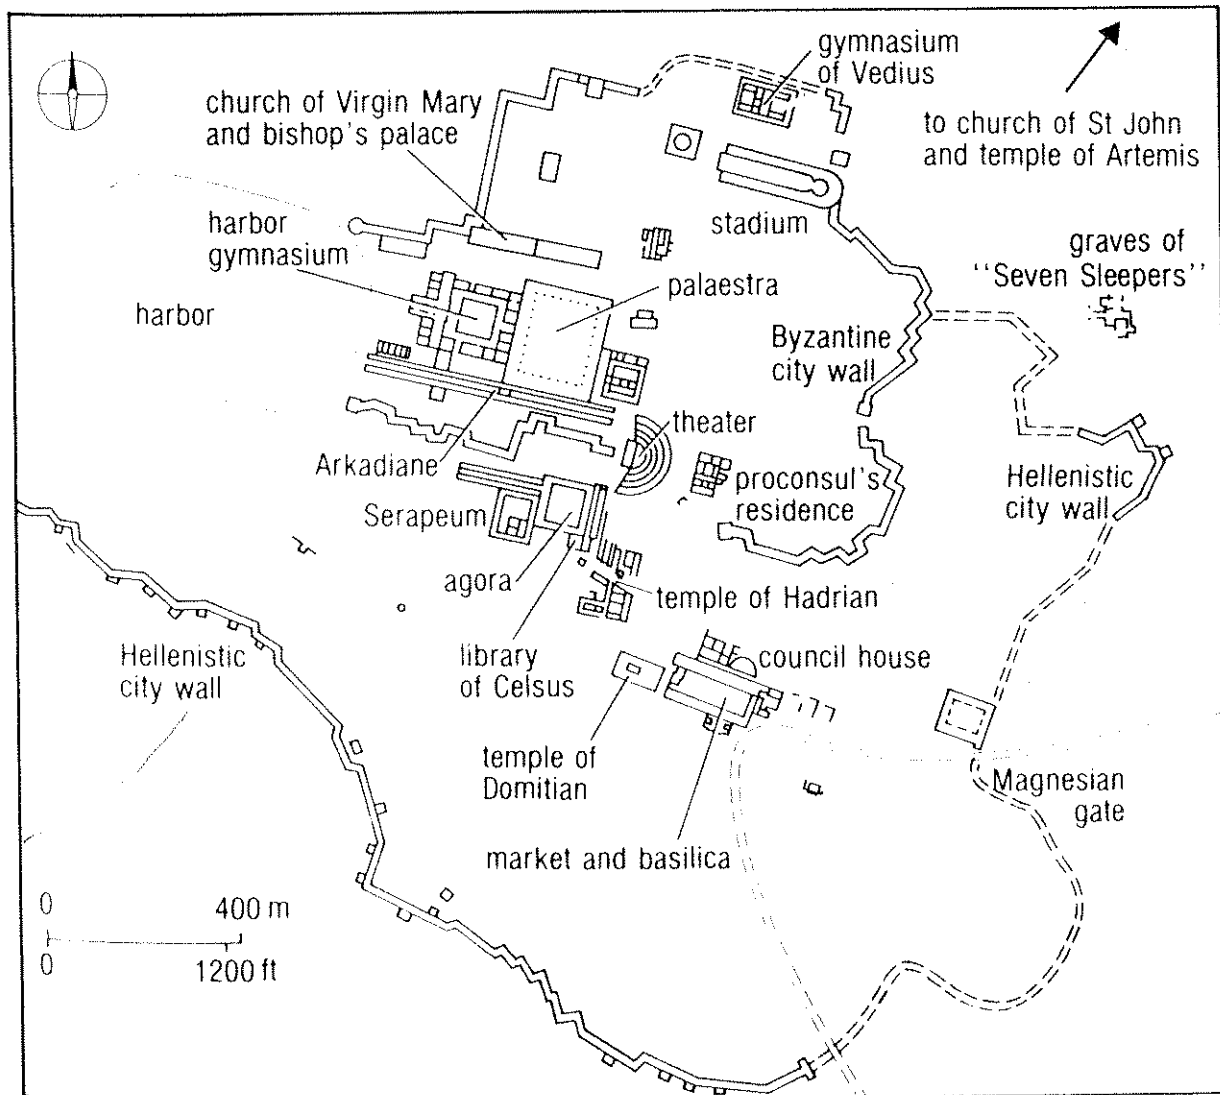 gymnasium
of Vedius
church of Virgin Mary
and bishop's palace
to church of St John
and temple of Artemis
stadium
harbor
gymnasium
graves of
"Seven Sleepers"
palaestra
harbor
Byzantine
city wall
theater
Arkadiane
proconsul's
residence
Hellenistic
city wall
Serapeum
agora
temple of Hadrian
Hellenistic
city wall
library
of Celsus
council house
temple of
Domitian
Magnesian
gate
market and basilica
0 400 m
0 1200 ft